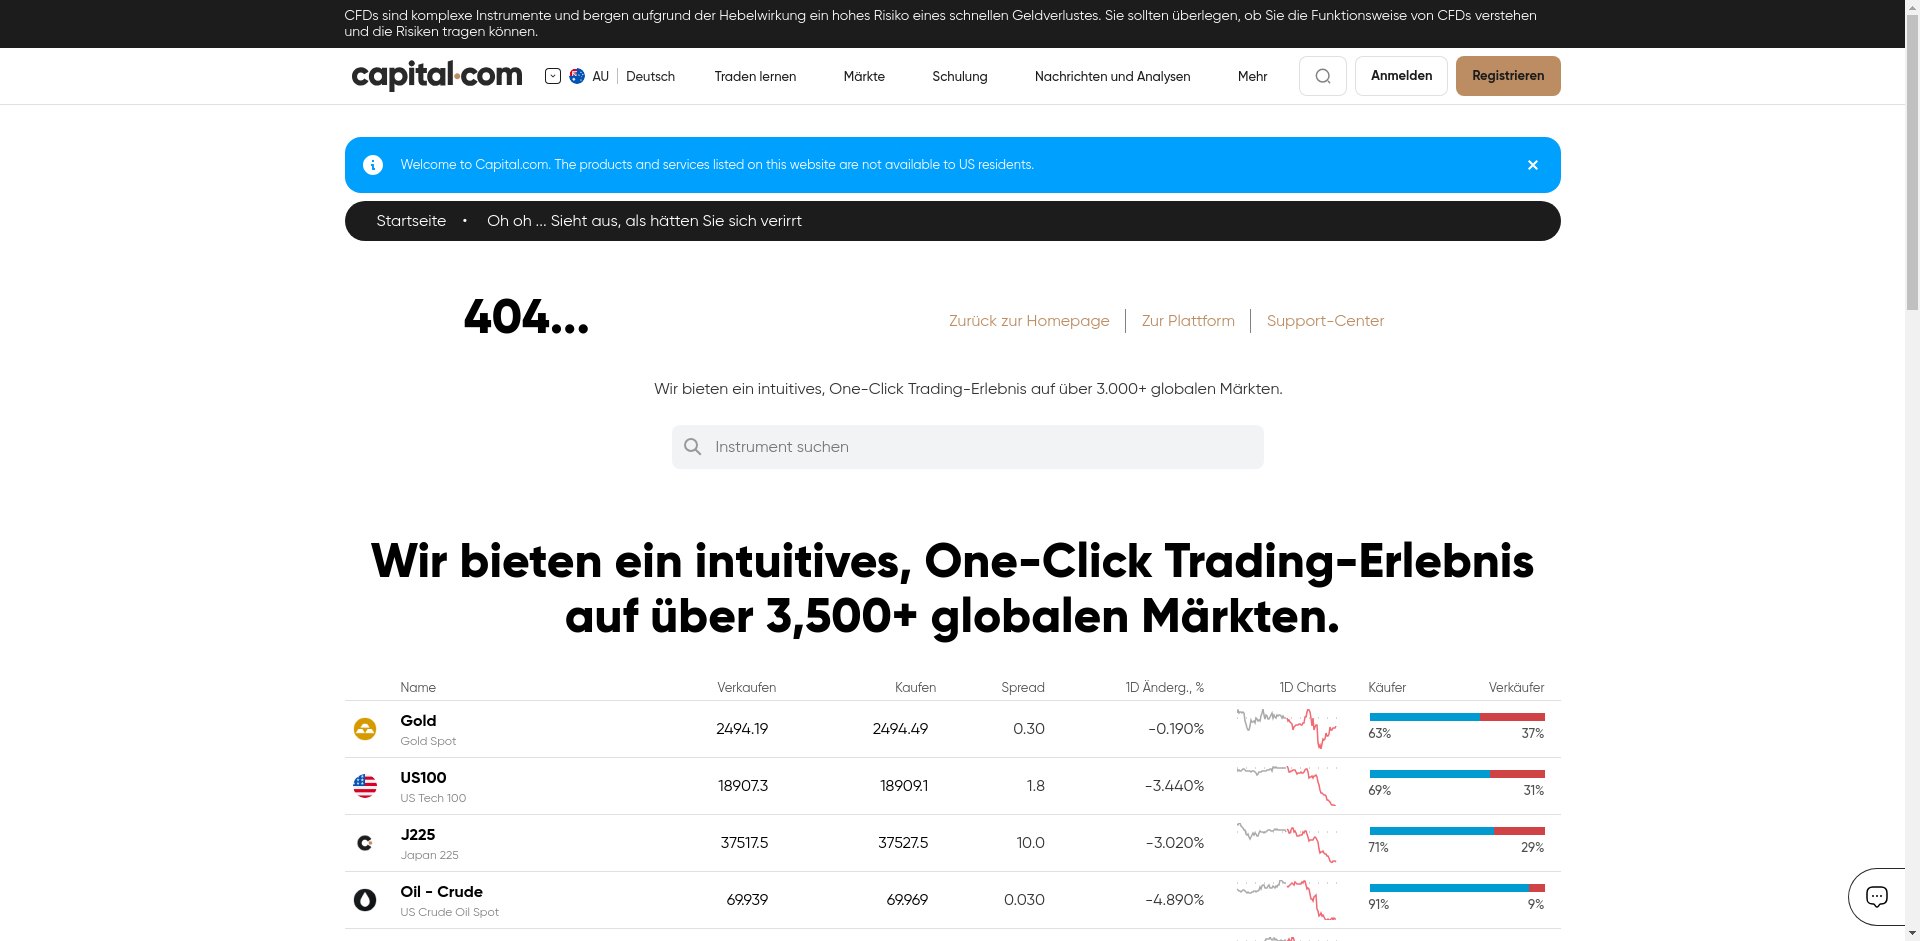 CFDs sind komplexe Instrumente und bergen aufgrund der Hebelwirkung ein hohes Risiko eines schnellen Geldverlustes. Sie sollten überlegen, ob Sie die Funktionsweise von CFDs verstehen
und die Risiken tragen können.
capital.com AU Deutsch Traden lernen Märkte Schulung Nachrichten und Analysen Mehr Anmelden Registrieren
Welcome to Capital.com. The products and services listed on this website are not available to US residents.
Startseite • Oh oh ... Sieht aus, als hätten Sie sich verirrt
404... Zurück zur Homepage Zur Plattform Support-Center
Wir bieten ein intuitives, One-Click Trading-Erlebnis auf über 3.000+ globalen Märkten.
Instrument suchen
Wir bieten ein intuitives, One-Click Trading-Erlebnis
auf über 3,500+ globalen Märkten.
Name Verkaufen Kaufen Spread 1D Änderg., % 1D Charts Käufer Verkäufer
Gold 2494.19 2494.49 0.30 -0.190% 63% 37%
Gold Spot
US100 18907.3 18909.1 1.8 -3.440% 69% 31%
US Tech 100
J225 37517.5 37527.5 10.0 -3.020% 71% 29%
Japan 225
Oil - Crude 69.939 69.969 0.030 -4.890% 91% 9%
US Crude Oil Spot